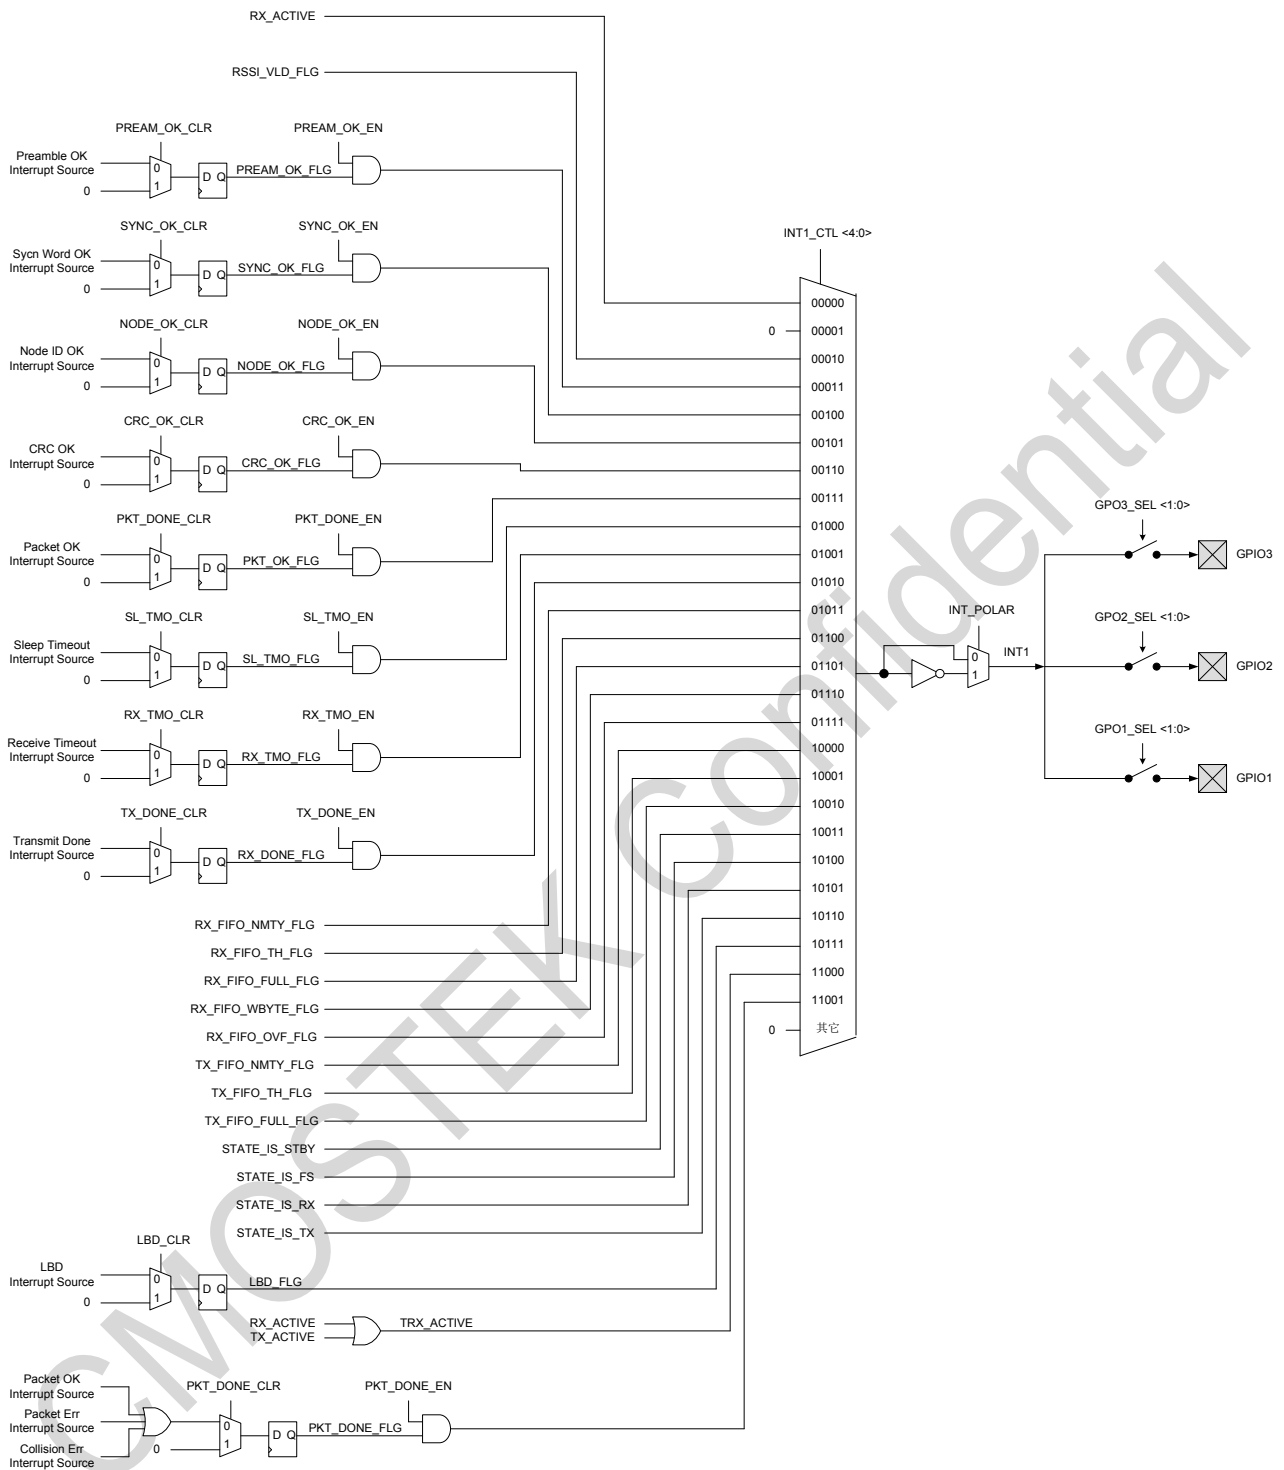 RX_ACTIVE
RSSI_VLD_FLG
PREAM_OK_CLR
PREAM_OK_EN
Preamble OK
Interrupt Source
0
0
1
D Q
PREAM_OK_FLG
SYNC_OK_CLR
SYNC_OK_EN
Sycn Word OK
Interrupt Source
0
0
1
D Q
SYNC_OK_FLG
NODE_OK_CLR
NODE_OK_EN
Node ID OK
Interrupt Source
0
0
1
D Q
NODE_OK_FLG
CRC_OK_CLR
CRC_OK_EN
CRC OK
Interrupt Source
0
0
1
D Q
CRC_OK_FLG
PKT_DONE_CLR
PKT_DONE_EN
Packet OK
Interrupt Source
0
0
1
D Q
PKT_OK_FLG
SL_TMO_CLR
SL_TMO_EN
Sleep Timeout
Interrupt Source
0
0
1
D Q
SL_TMO_FLG
RX_TMO_CLR
RX_TMO_EN
Receive Timeout
Interrupt Source
0
0
1
D Q
RX_TMO_FLG
TX_DONE_CLR
TX_DONE_EN
Transmit Done
Interrupt Source
0
0
1
D Q
RX_DONE_FLG
RX_FIFO_NMTY_FLG
RX_FIFO_TH_FLG
RX_FIFO_FULL_FLG
RX_FIFO_WBYTE_FLG
RX_FIFO_OVF_FLG
TX_FIFO_NMTY_FLG
TX_FIFO_TH_FLG
TX_FIFO_FULL_FLG
STATE_IS_STBY
STATE_IS_FS
STATE_IS_RX
STATE_IS_TX
LBD_CLR
LBD
Interrupt Source
0
0
1
D Q
LBD_FLG
RX_ACTIVE
TX_ACTIVE
TRX_ACTIVE
Packet OK
Interrupt Source
Packet Err
Interrupt Source
Collision Err
Interrupt Source
PKT_DONE_CLR
PKT_DONE_EN
0
0
1
D Q
PKT_DONE_FLG
INT1_CTL <4:0>
00000
0
00001
00010
00011
00100
00101
00110
00111
01000
01001
01010
01011
01100
01101
01110
01111
10000
10001
10010
10011
10100
10101
10110
10111
11000
11001
0
其它
INT_POLAR
0
1
INT1
GPO3_SEL <1:0>
GPIO3
GPO2_SEL <1:0>
GPIO2
GPO1_SEL <1:0>
GPIO1
CMOSTEK Confidential